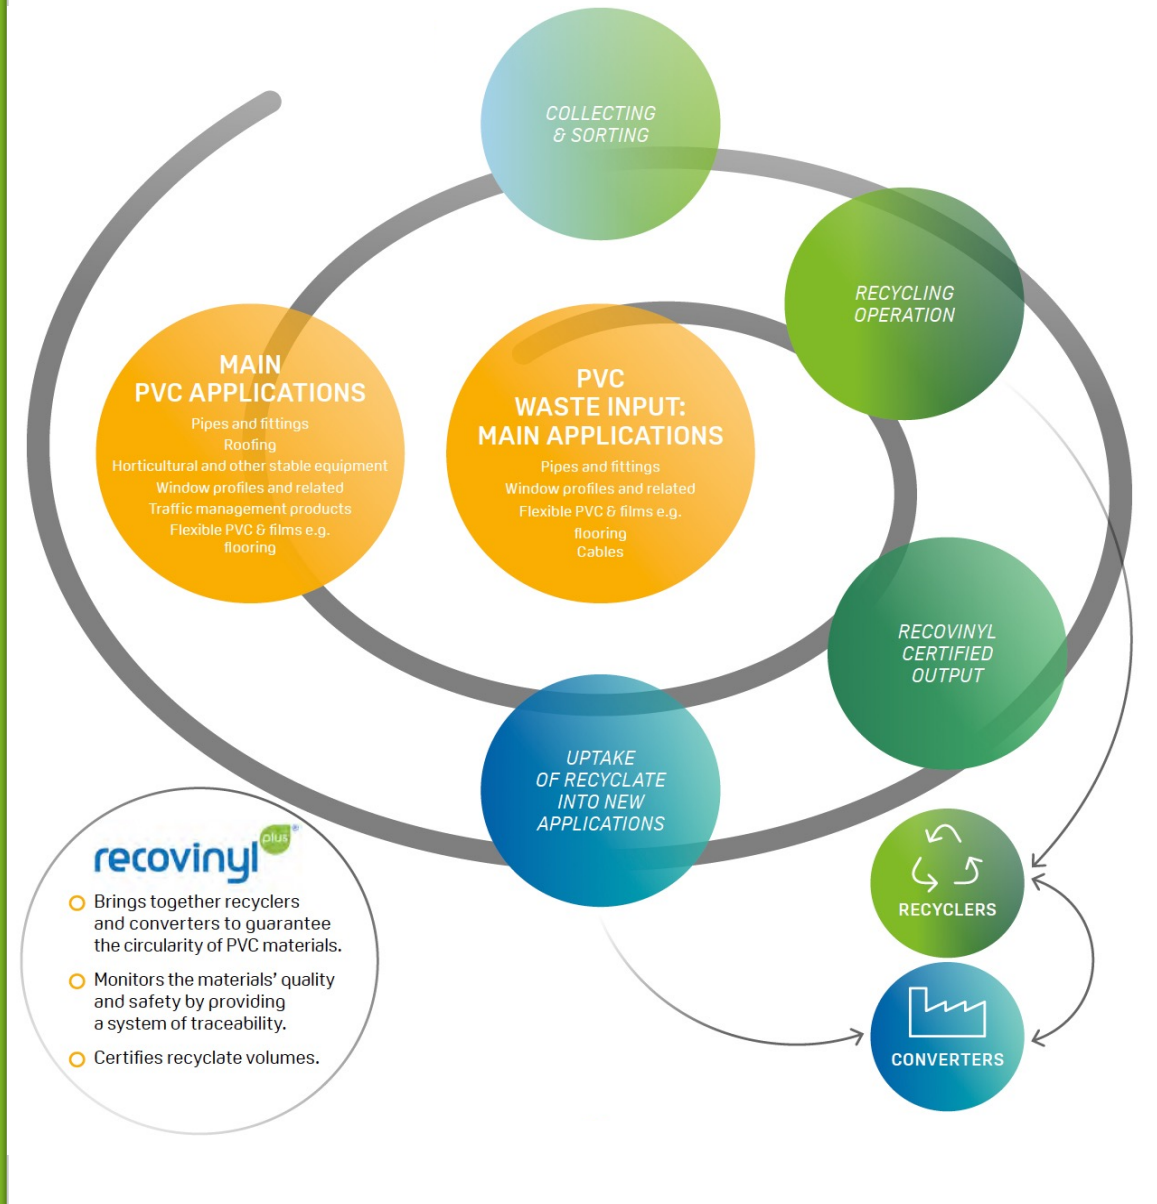 COLLECTING
& SORTING
RECYCLING
OPERATION
MAIN
PVC APPLICATIONS
Pipes and fittings
Roofing
Horticultural and other stable equipment
Window profiles and related
Traffic management products
Flexible PVC & films e.g.
flooring
PVC
WASTE INPUT:
MAIN APPLICATIONS
Pipes and fittings
Window profiles and related
Flexible PVC & films e.g.
flooring
Cables
RECOVINYL
CERTIFIED
OUTPUT
UPTAKE
OF RECYCLATE
INTO NEW
APPLICATIONS
recovinyl plus®
Brings together recyclers
and converters to guarantee
the circularity of PVC materials.
Monitors the materials’ quality
and safety by providing
a system of traceability.
Certifies recyclate volumes.
RECYCLERS
CONVERTERS